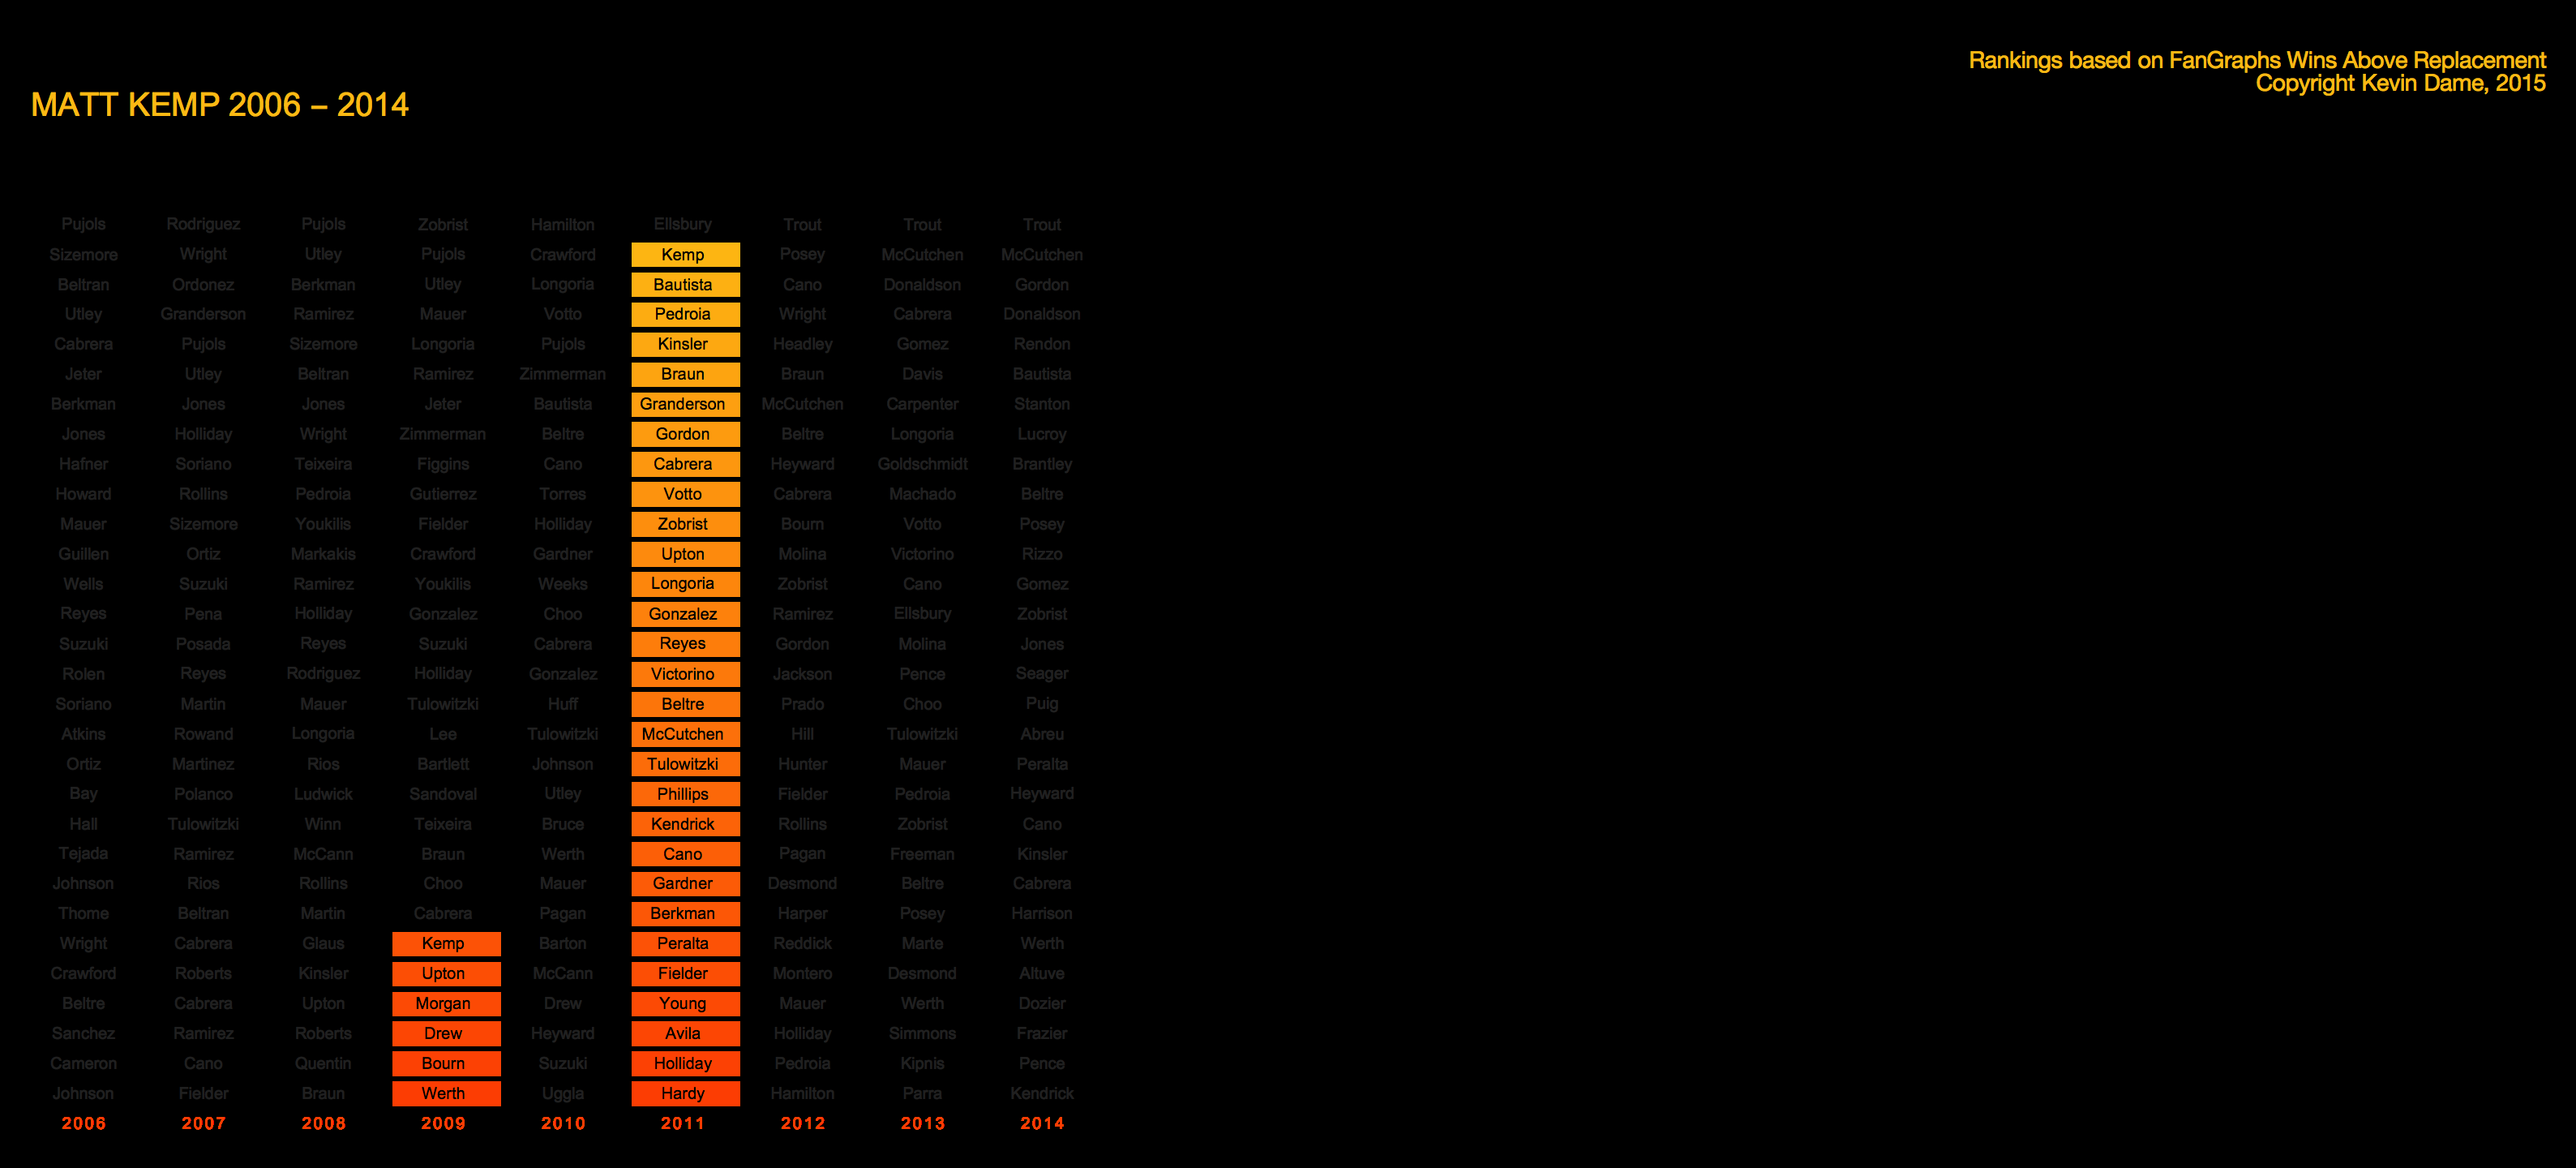 Rankings based on FanGraphs Wins Above Replacement
Copyright Kevin Dame, 2015
MATT KEMP 2006 – 2014
Pujols Rodriguez Pujols Zobrist Hamilton Ellsbury Trout Trout Trout
Sizemore Wright Utley Pujols Crawford Kemp Posey McCutchen McCutchen
Beltran Ordonez Berkman Utley Longoria Bautista Cano Donaldson Gordon
Utley Granderson Ramirez Mauer Votto Pedroia Wright Cabrera Donaldson
Cabrera Pujols Sizemore Longoria Pujols Kinsler Headley Gomez Rendon
Jeter Utley Beltran Ramirez Zimmerman Braun Braun Davis Bautista
Berkman Jones Jones Jeter Bautista Granderson McCutchen Carpenter Stanton
Jones Holliday Wright Zimmerman Beltre Gordon Beltre Longoria Lucroy
Hafner Soriano Teixeira Figgins Cano Cabrera Heyward Goldschmidt Brantley
Howard Rollins Pedroia Gutierrez Torres Votto Cabrera Machado Beltre
Mauer Sizemore Youkilis Fielder Holliday Zobrist Bourn Votto Posey
Guillen Ortiz Markakis Crawford Gardner Upton Molina Victorino Rizzo
Wells Suzuki Ramirez Youkilis Weeks Longoria Zobrist Cano Gomez
Reyes Pena Holliday Gonzalez Choo Gonzalez Ramirez Ellsbury Zobrist
Suzuki Posada Reyes Suzuki Cabrera Reyes Gordon Molina Jones
Rolen Reyes Rodriguez Holliday Gonzalez Victorino Jackson Pence Seager
Soriano Martin Mauer Tulowitzki Huff Beltre Prado Choo Puig
Atkins Rowand Longoria Lee Tulowitzki McCutchen Hill Tulowitzki Abreu
Ortiz Martinez Rios Bartlett Johnson Tulowitzki Hunter Mauer Peralta
Bay Polanco Ludwick Sandoval Utley Phillips Fielder Pedroia Heyward
Hall Tulowitzki Winn Teixeira Bruce Kendrick Rollins Zobrist Cano
Tejada Ramirez McCann Braun Werth Cano Pagan Freeman Kinsler
Johnson Rios Rollins Choo Mauer Gardner Desmond Beltre Cabrera
Thome Beltran Martin Cabrera Pagan Berkman Harper Posey Harrison
Wright Cabrera Glaus Kemp Barton Peralta Reddick Marte Werth
Crawford Roberts Kinsler Upton McCann Fielder Montero Desmond Altuve
Beltre Cabrera Upton Morgan Drew Young Mauer Werth Dozier
Sanchez Ramirez Roberts Drew Heyward Avila Holliday Simmons Frazier
Cameron Cano Quentin Bourn Suzuki Holliday Pedroia Kipnis Pence
Johnson Fielder Braun Werth Uggla Hardy Hamilton Parra Kendrick
2006 2007 2008 2009 2010 2011 2012 2013 2014